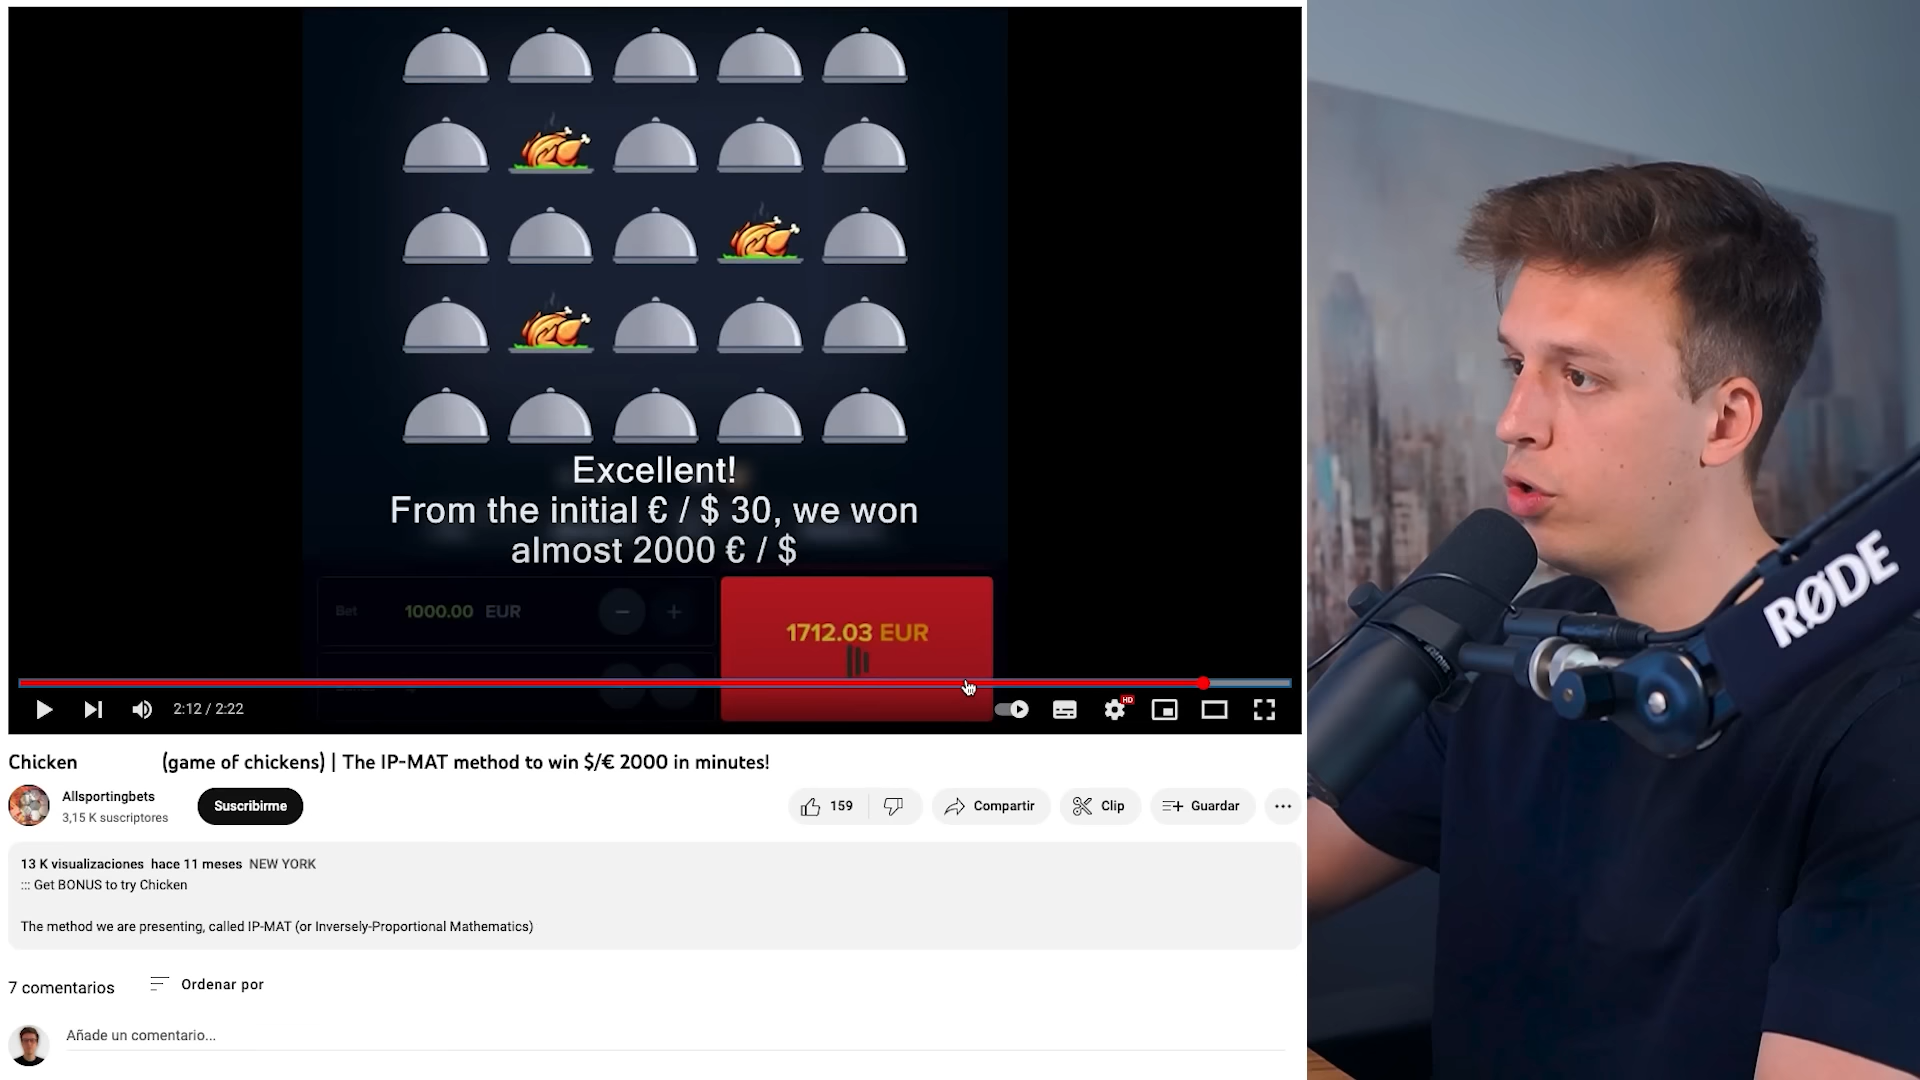 Excellent!
From the initial € / $ 30, we won
almost 2000 € / $
Bet 1000.00 EUR
1712.03 EUR
2:12 / 2:22
HD
Chicken (game of chickens) | The IP-MAT method to win $/€ 2000 in minutes!
Allsportingbets
3,15 K suscriptores
Suscribirme
159
Compartir
Clip
Guardar
13 K visualizaciones hace 11 meses NEW YORK
::: Get BONUS to try Chicken
The method we are presenting, called IP-MAT (or Inversely-Proportional Mathematics)
7 comentarios
Ordenar por
Añade un comentario...
RØDE